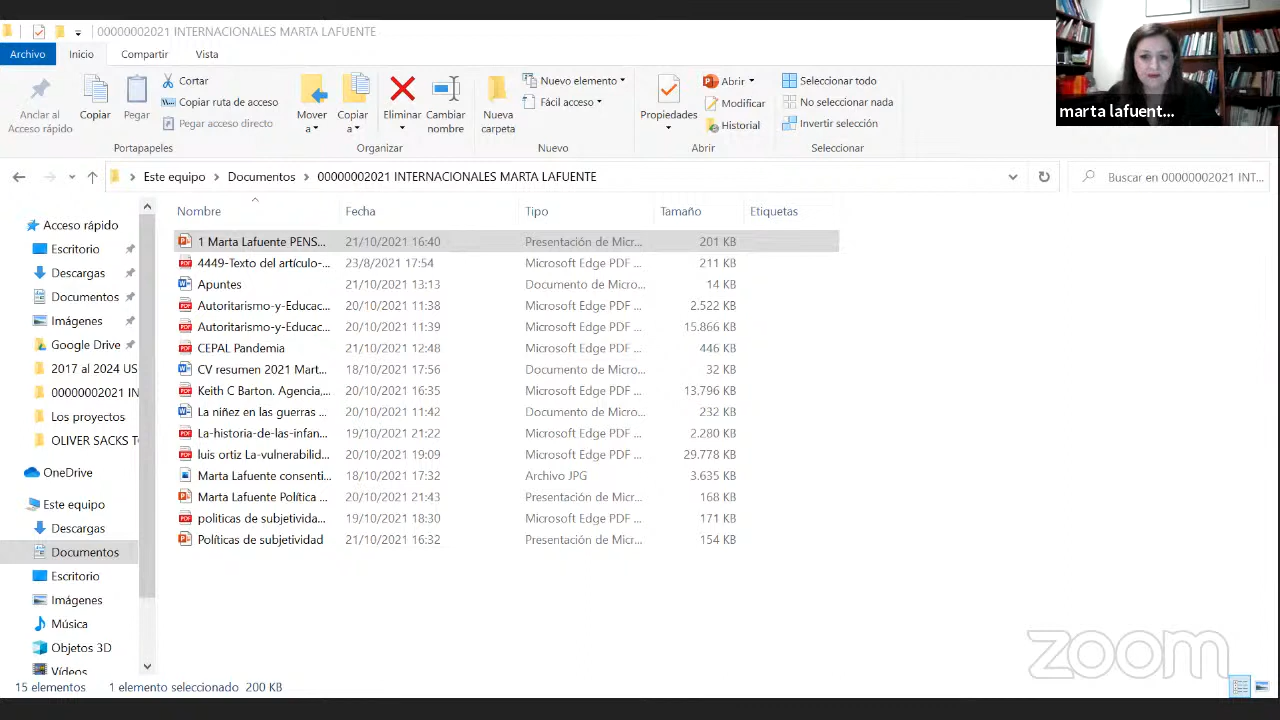 00000002021 INTERNACIONALES MARTA LAFUENTE
Archivo Inicio Compartir Vista
Anclar al Acceso rápido
Copiar
Pegar
Cortar
Copiar ruta de acceso
Pegar acceso directo
Portapapeles
Mover a
Copiar a
Eliminar
Cambiar nombre
Organizar
Nueva carpeta
Nuevo elemento
Fácil acceso
Nuevo
Propiedades
Abrir
Modificar
Historial
Abrir
Seleccionar todo
No seleccionar nada
Invertir selección
Seleccionar
marta lafuent...
Este equipo Documentos 00000002021 INTERNACIONALES MARTA LAFUENTE
Buscar en 00000002021 INT...
Acceso rápido
Escritorio
Descargas
Documentos
Imágenes
Google Drive
2017 al 2024 US
00000002021 IN
Los proyectos
OLIVER SACKS T
OneDrive
Este equipo
Descargas
Documentos
Escritorio
Imágenes
Música
Objetos 3D
Vídeos
Nombre Fecha Tipo Tamaño Etiquetas
1 Marta Lafuente PENS... 21/10/2021 16:40 Presentación de Micr... 201 KB
4449-Texto del artículo-... 23/8/2021 17:54 Microsoft Edge PDF ... 211 KB
Apuntes 21/10/2021 13:13 Documento de Micro... 14 KB
Autoritarismo-y-Educac... 20/10/2021 11:38 Microsoft Edge PDF ... 2.522 KB
Autoritarismo-y-Educac... 20/10/2021 11:39 Microsoft Edge PDF ... 15.866 KB
CEPAL Pandemia 21/10/2021 12:48 Microsoft Edge PDF ... 446 KB
CV resumen 2021 Mart... 18/10/2021 17:56 Documento de Micro... 32 KB
Keith C Barton. Agencia,... 20/10/2021 16:35 Microsoft Edge PDF ... 13.796 KB
La niñez en las guerras ... 20/10/2021 11:42 Documento de Micro... 232 KB
La-historia-de-las-infan... 19/10/2021 21:22 Microsoft Edge PDF ... 2.280 KB
luis ortiz La-vulnerabilid... 20/10/2021 19:09 Microsoft Edge PDF ... 29.778 KB
Marta Lafuente consenti... 18/10/2021 17:32 Archivo JPG 3.635 KB
Marta Lafuente Política ... 20/10/2021 21:43 Presentación de Micr... 168 KB
politicas de subjetivida... 19/10/2021 18:30 Microsoft Edge PDF ... 171 KB
Políticas de subjetividad 21/10/2021 16:32 Presentación de Micr... 154 KB
zoom
15 elementos 1 elemento seleccionado 200 KB